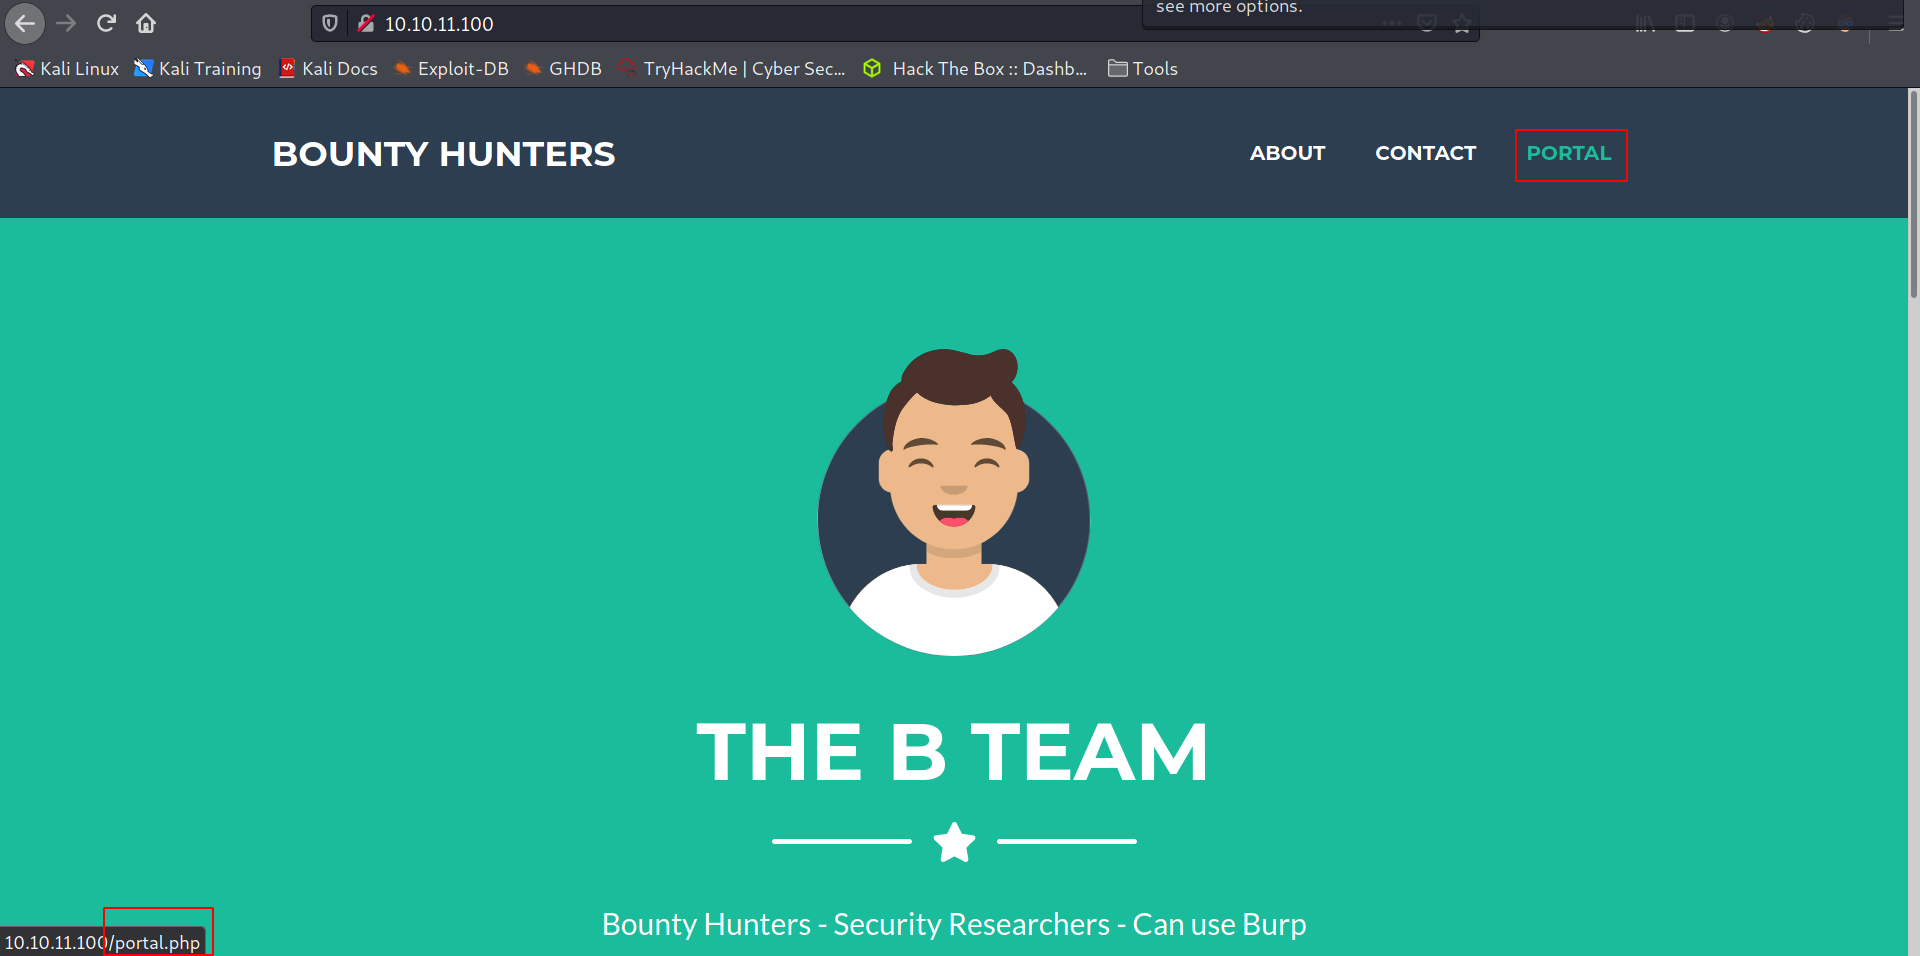 see more options.
10.10.11.100
Kali Linux Kali Training Kali Docs Exploit-DB GHDB TryHackMe | Cyber Sec... Hack The Box :: Dashb... Tools
BOUNTY HUNTERS ABOUT CONTACT PORTAL
THE B TEAM
Bounty Hunters - Security Researchers - Can use Burp
10.10.11.100/portal.php